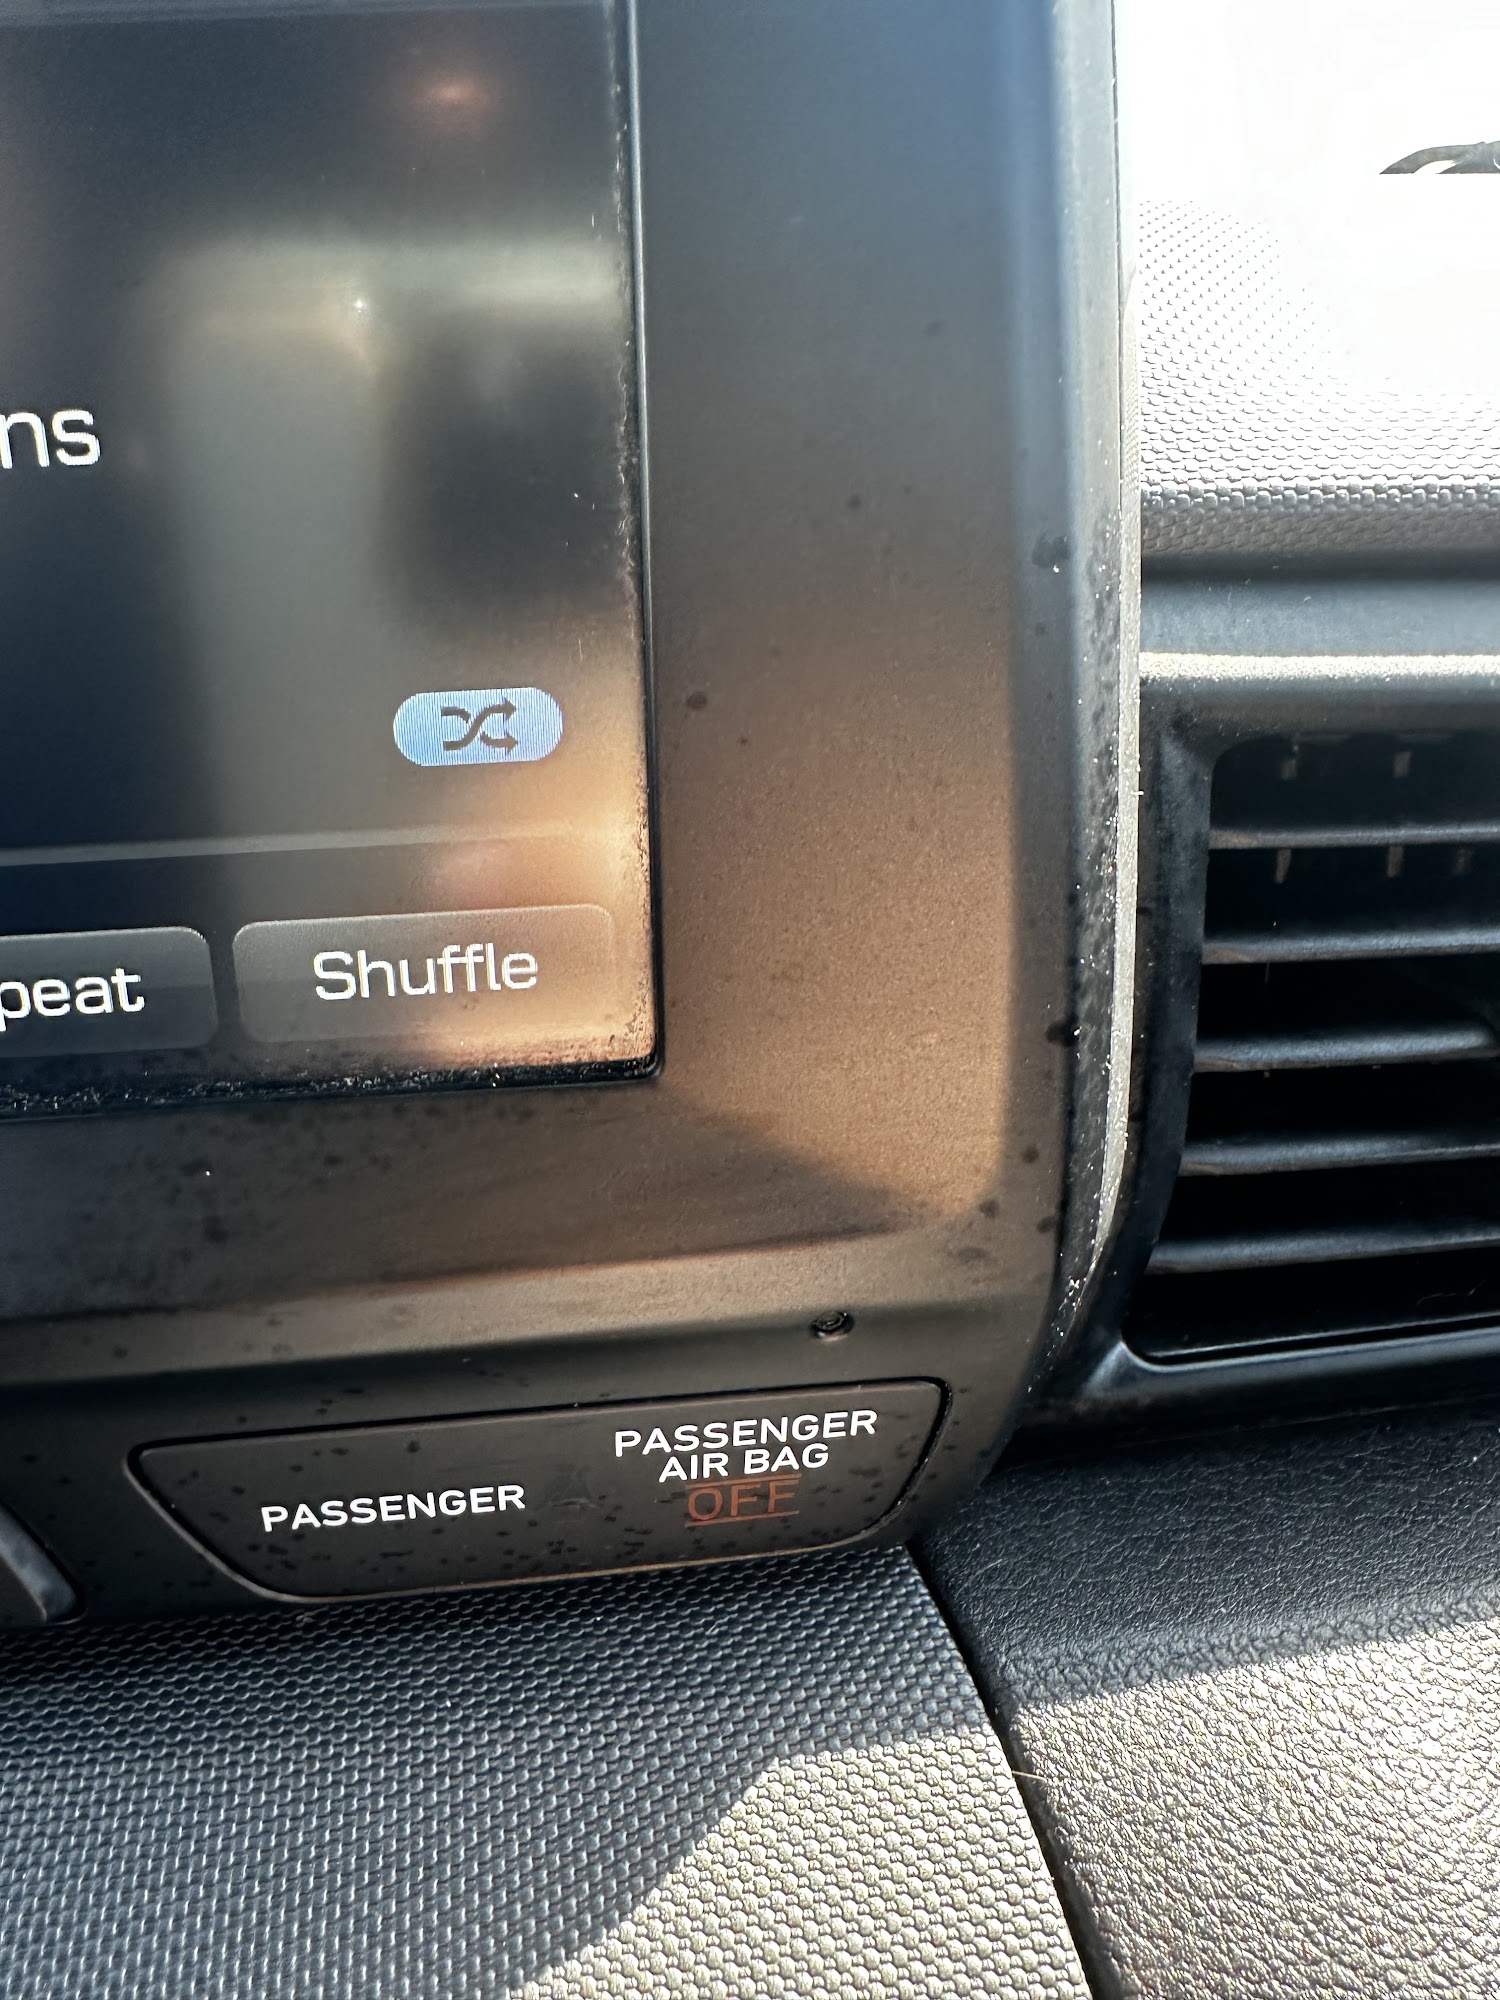 ns
peat
Shuffle
PASSENGER
PASSENGER
AIR BAG
OFF